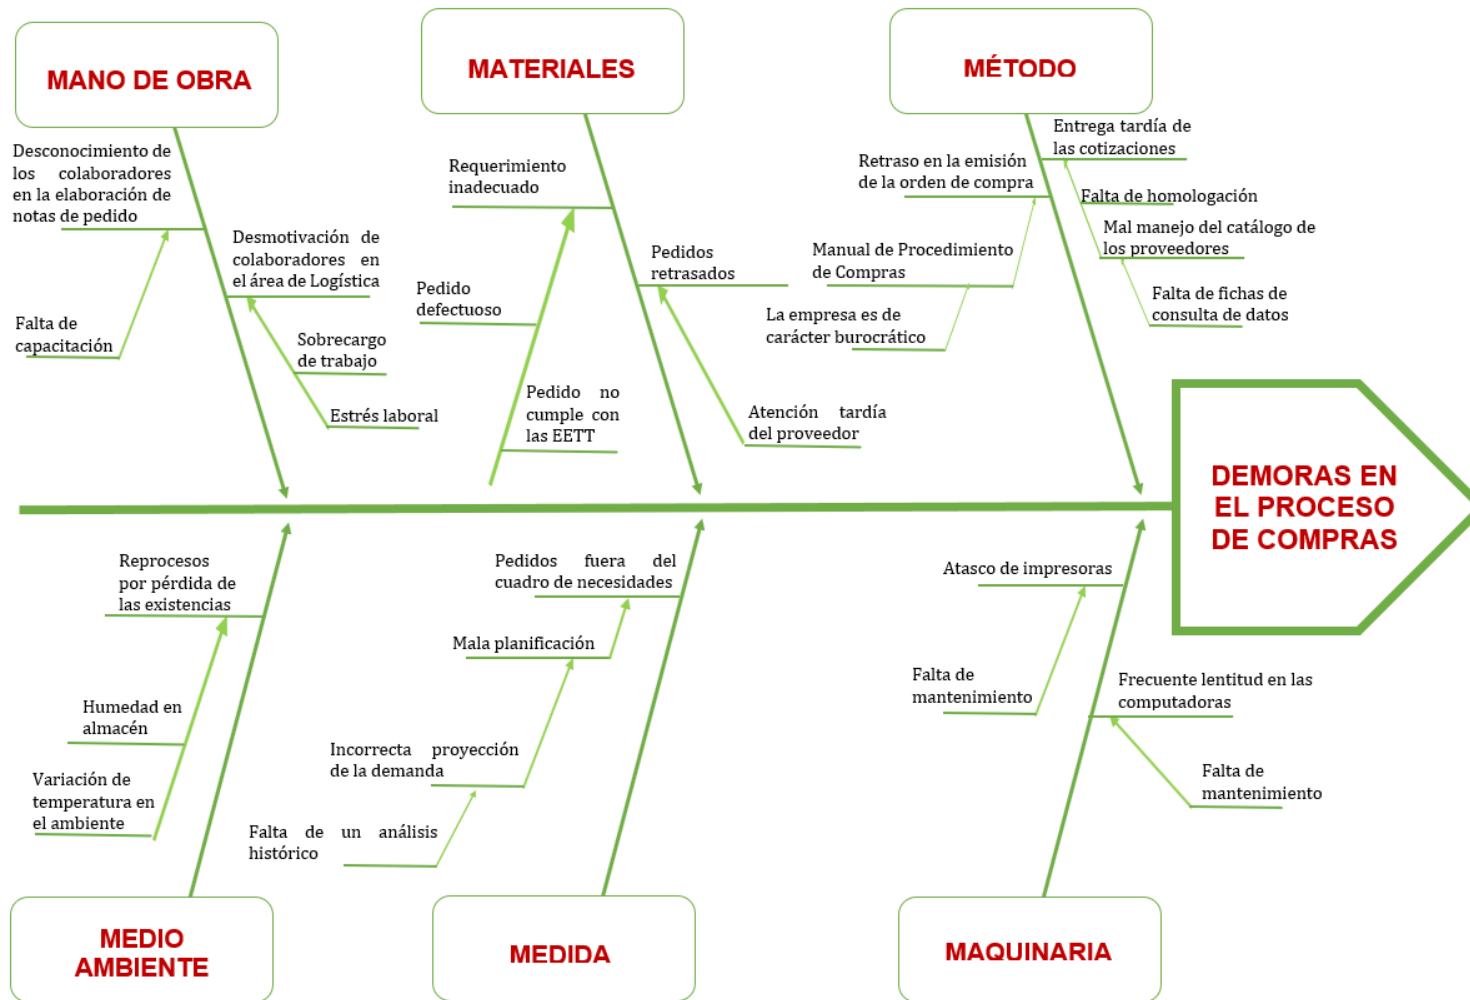 MANO DE OBRA
Desconocimiento de
los colaboradores
en la elaboración de
notas de pedido
Falta de
capacitación
Desmotivación de
colaboradores en
el área de Logística
Sobrecargo
de trabajo
Estrés laboral
MATERIALES
Requerimiento
inadecuado
Pedido
defectuoso
Pedido no
cumple con
las EETT
Pedidos
retrasados
Atención tardía
del proveedor
MÉTODO
Retraso en la emisión
de la orden de compra
Manual de Procedimiento
de Compras
La empresa es de
carácter burocrático
Entrega tardía de
las cotizaciones
Falta de homologación
Mal manejo del catálogo de
los proveedores
Falta de fichas de
consulta de datos
DEMORAS EN
EL PROCESO
DE COMPRAS
Reprocesos
por pérdida de
las existencias
Humedad en
almacén
Variación de
temperatura en
el ambiente
MEDIO
AMBIENTE
Pedidos fuera del
cuadro de necesidades
Mala planificación
Incorrecta proyección
de la demanda
Falta de un análisis
histórico
MEDIDA
Atasco de impresoras
Falta de
mantenimiento
Frecuente lentitud en las
computadoras
Falta de
mantenimiento
MAQUINARIA